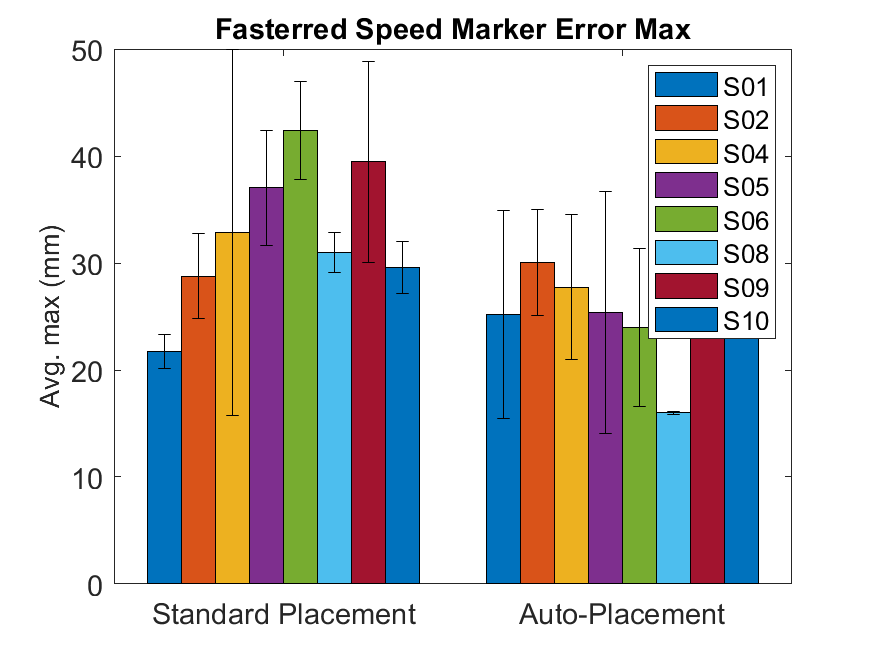 Fasterred Speed Marker Error Max
Avg. max (mm)
50
40
30
20
10
0
S01
S02
S04
S05
S06
S08
S09
S10
Standard Placement
Auto-Placement